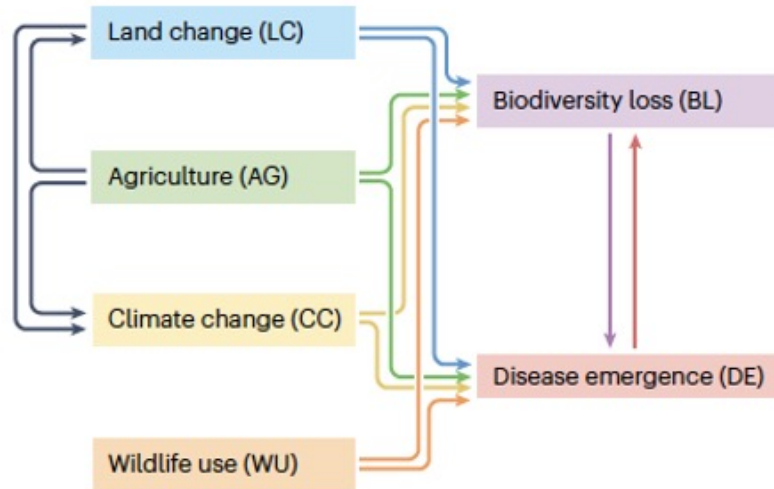 Land change (LC)
Biodiversity loss (BL)
Agriculture (AG)
Climate change (CC)
Disease emergence (DE)
Wildlife use (WU)